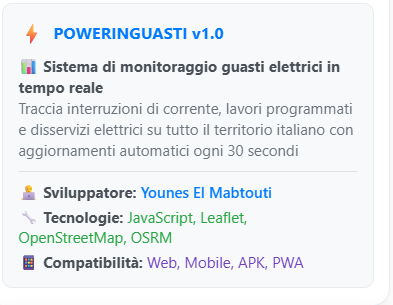 ⚡ POWERINGUASTI v1.0
📊 Sistema di monitoraggio guasti elettrici in
tempo reale
Traccia interruzioni di corrente, lavori programmati
e disservizi elettrici su tutto il territorio italiano con
aggiornamenti automatici ogni 30 secondi
🧑‍💻 Sviluppatore: Younes El Mabtouti
🔧 Tecnologie: JavaScript, Leaflet,
OpenStreetMap, OSRM
📱 Compatibilità: Web, Mobile, APK, PWA